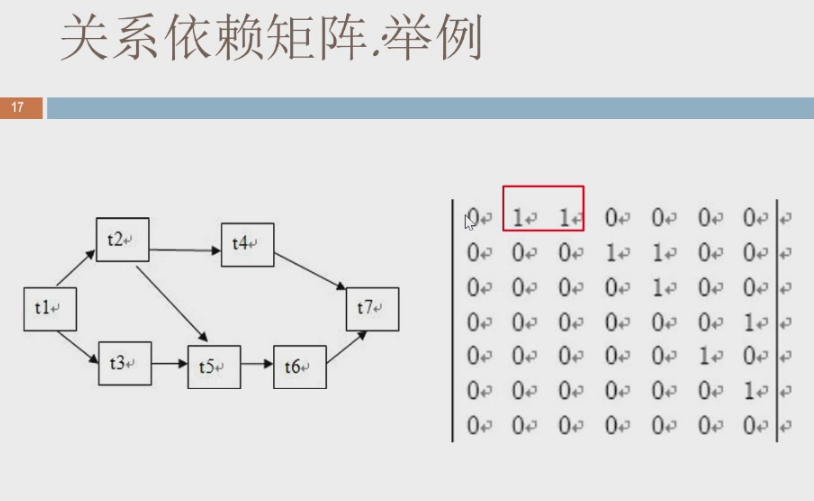 关系依赖矩阵.举例
17
t2
t4
t1
t7
t3
t5
t6
0 1 1 0 0 0 0
0 0 0 1 1 0 0
0 0 0 0 1 0 0
0 0 0 0 0 0 1
0 0 0 0 0 1 0
0 0 0 0 0 0 1
0 0 0 0 0 0 0